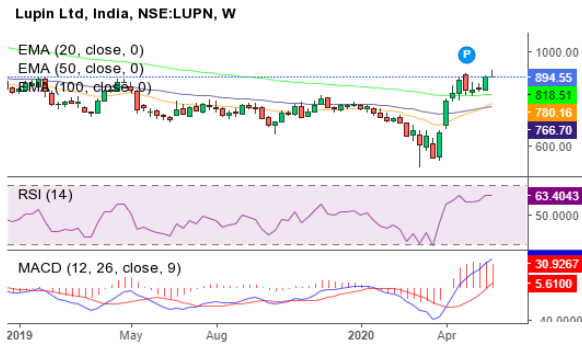 Lupin Ltd, India, NSE:LUPN, W
EMA (20, close, 0)
EMA (50, close, 0)
EMA (100, close, 0)
P
1000.00
894.55
818.51
780.16
766.70
600.00
RSI (14)
63.4043
50.0000
MACD (12, 26, close, 9)
30.9267
5.6100
-40.0000
2019 May Aug 2020 Apr